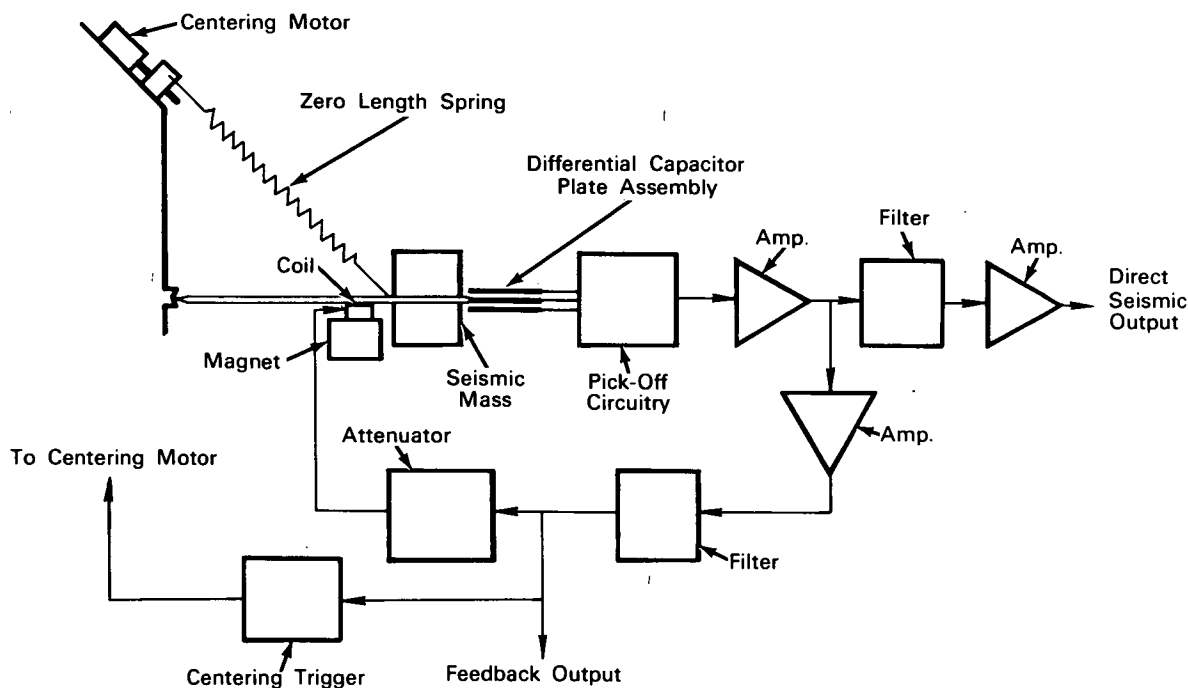 Centering Motor
Zero Length Spring
Differential Capacitor
Plate Assembly
Filter
Amp.
Amp.
Coil
Direct
Seismic
Output
Magnet
Seismic
Mass
Pick-Off
Circuitry
Attenuator
Amp.
To Centering Motor
Filter
Centering Trigger
Feedback Output